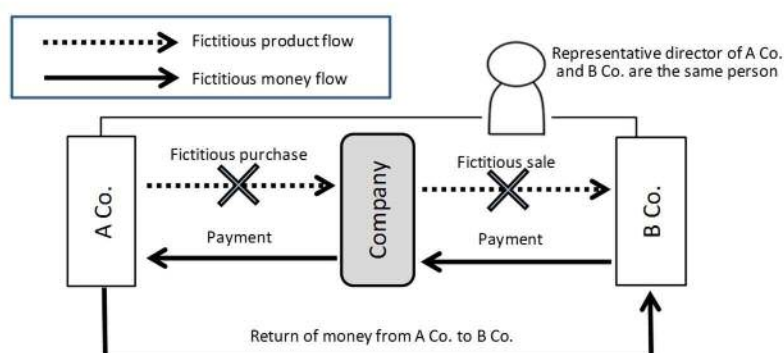 Fictitious product flow
Fictitious money flow
Representative director of A Co.
and B Co. are the same person
A Co.
Fictitious purchase
Payment
Company
Fictitious sale
Payment
B Co.
Return of money from A Co. to B Co.